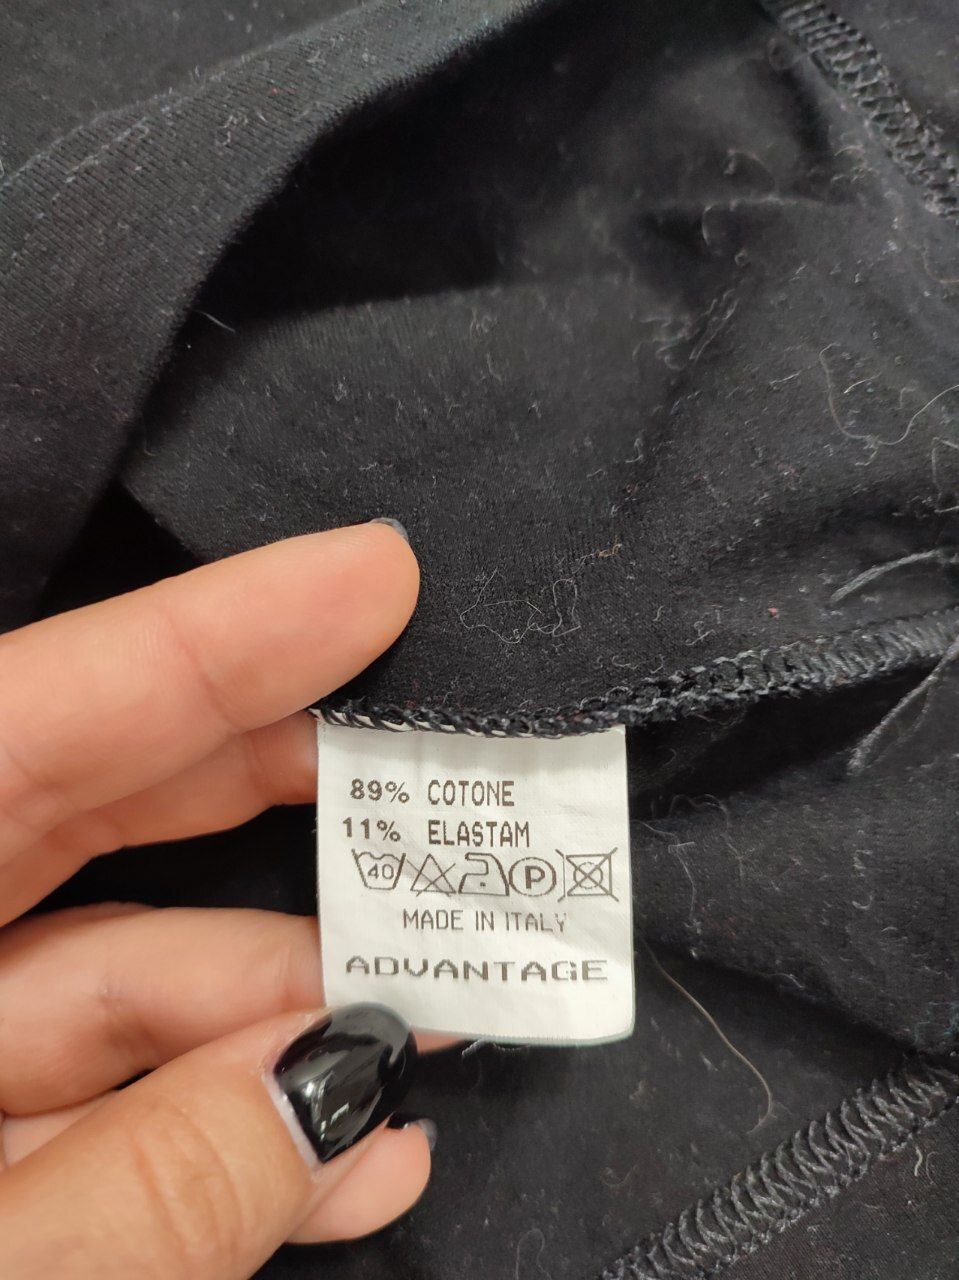 89% COTONE
11% ELASTAM
40 P
MADE IN ITALY
ADVANTAGE